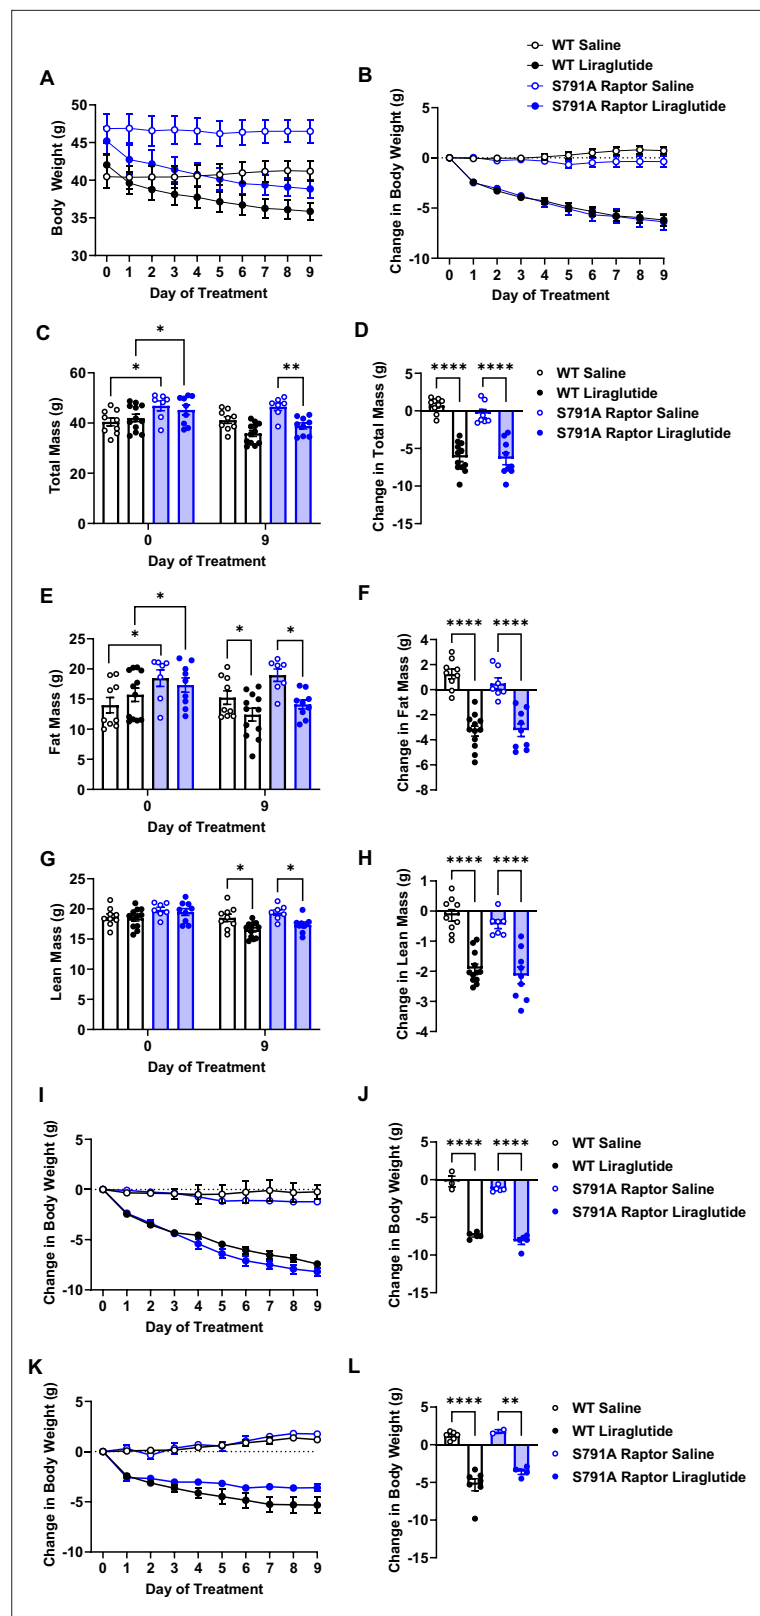 WT Saline
WT Liraglutide
S791A Raptor Saline
S791A Raptor Liraglutide
A
B
Body Weight (g)
50
45
40
35
30
0 1 2 3 4 5 6 7 8 9
Day of Treatment
Change in Body Weight (g)
5
0
-5
-10
0 1 2 3 4 5 6 7 8 9
Day of Treatment
C
Total Mass (g)
60
40
20
0
* * **
0 9
Day of Treatment
D
Change in Total Mass (g)
5
0
-5
-10
-15
**** ****
WT Saline
WT Liraglutide
S791A Raptor Saline
S791A Raptor Liraglutide
E
Fat Mass (g)
25
20
15
10
5
0
* * * *
0 9
Day of Treatment
F
Change in Fat Mass (g)
4
2
0
-2
-4
-6
-8
**** ****
G
Lean Mass (g)
25
20
15
10
5
0
* *
0 9
Day of Treatment
H
Change in Lean Mass (g)
1
0
-1
-2
-3
-4
**** ****
I
Change in Body Weight (g)
5
0
-5
-10
0 1 2 3 4 5 6 7 8 9
Day of Treatment
J
Change in Body Weight (g)
5
0
-5
-10
-15
**** ****
WT Saline
WT Liraglutide
S791A Raptor Saline
S791A Raptor Liraglutide
K
Change in Body Weight (g)
5
0
-5
-10
0 1 2 3 4 5 6 7 8 9
Day of Treatment
L
Change in Body Weight (g)
5
0
-5
-10
-15
**** **
WT Saline
WT Liraglutide
S791A Raptor Saline
S791A Raptor Liraglutide